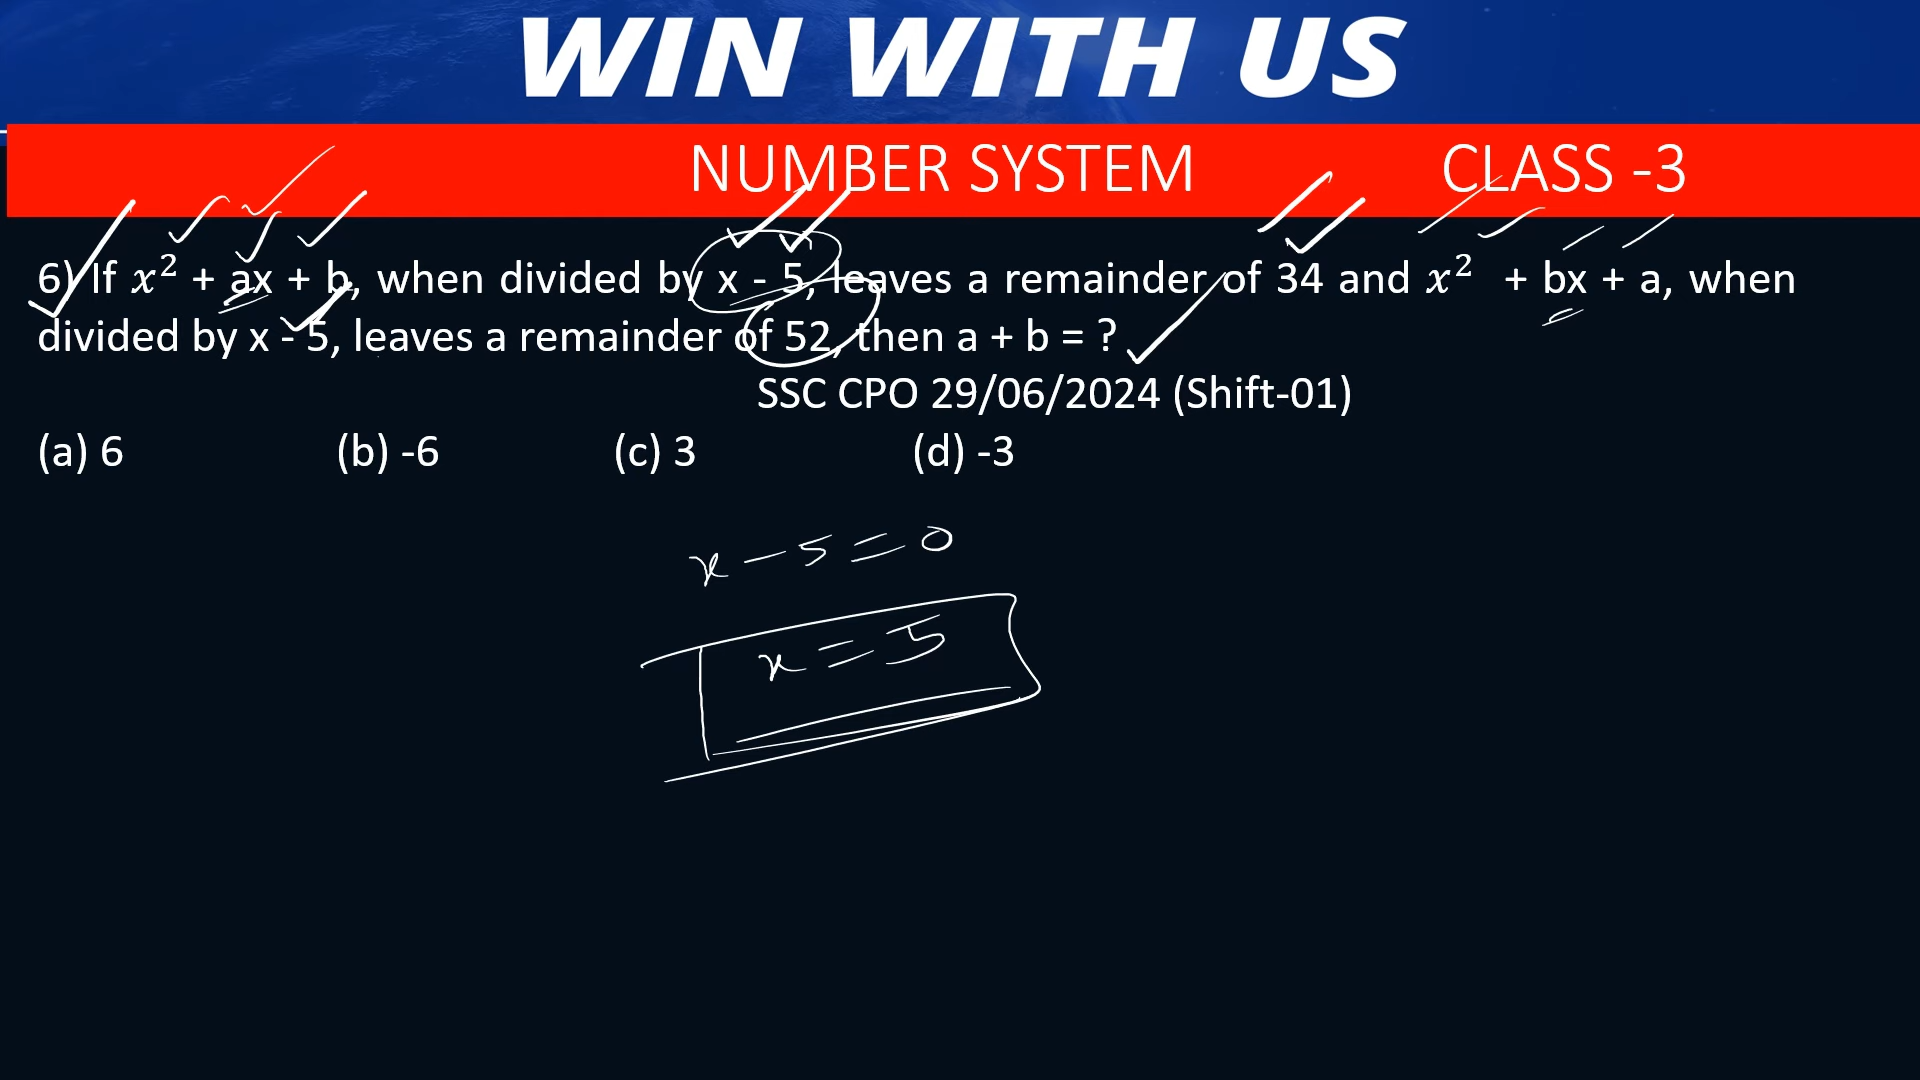 WIN WITH US
NUMBER SYSTEM CLASS -3
6) If x² + ax + b, when divided by x - 5, leaves a remainder of 34 and x² + bx + a, when
divided by x - 5, leaves a remainder of 52, then a + b = ?
SSC CPO 29/06/2024 (Shift-01)
(a) 6 (b) -6 (c) 3 (d) -3
x - 5 = 0
x = 5